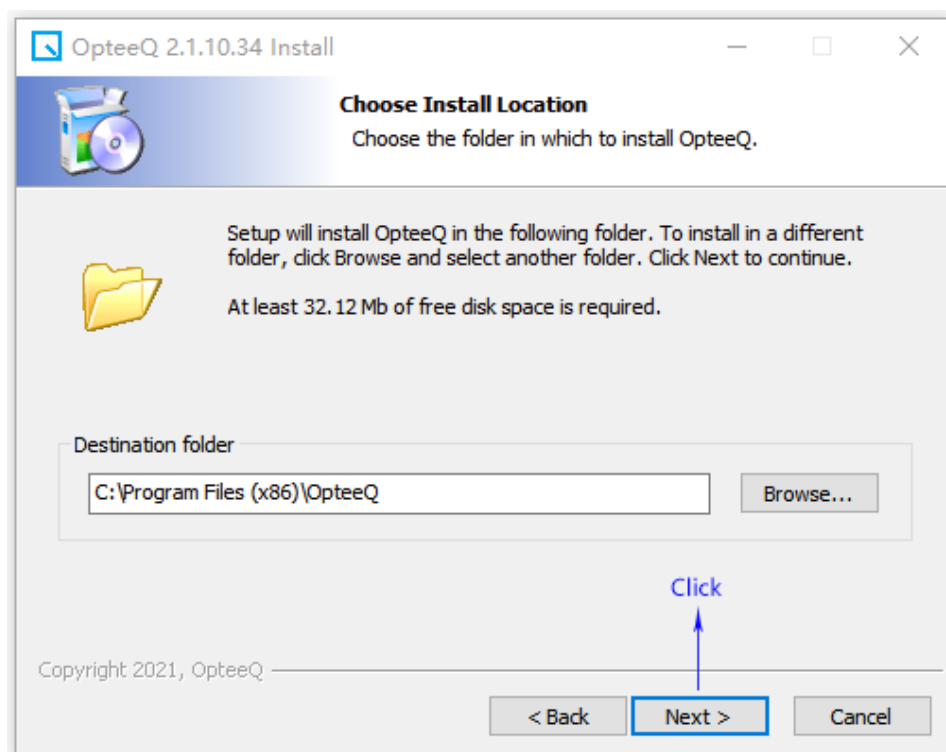 OpteeQ 2.1.10.34 Install
Choose Install Location
Choose the folder in which to install OpteeQ.
Setup will install OpteeQ in the following folder. To install in a different
folder, click Browse and select another folder. Click Next to continue.
At least 32.12 Mb of free disk space is required.
Destination folder
C:\Program Files (x86)\OpteeQ
Browse...
Click
Copyright 2021, OpteeQ
< Back
Next >
Cancel